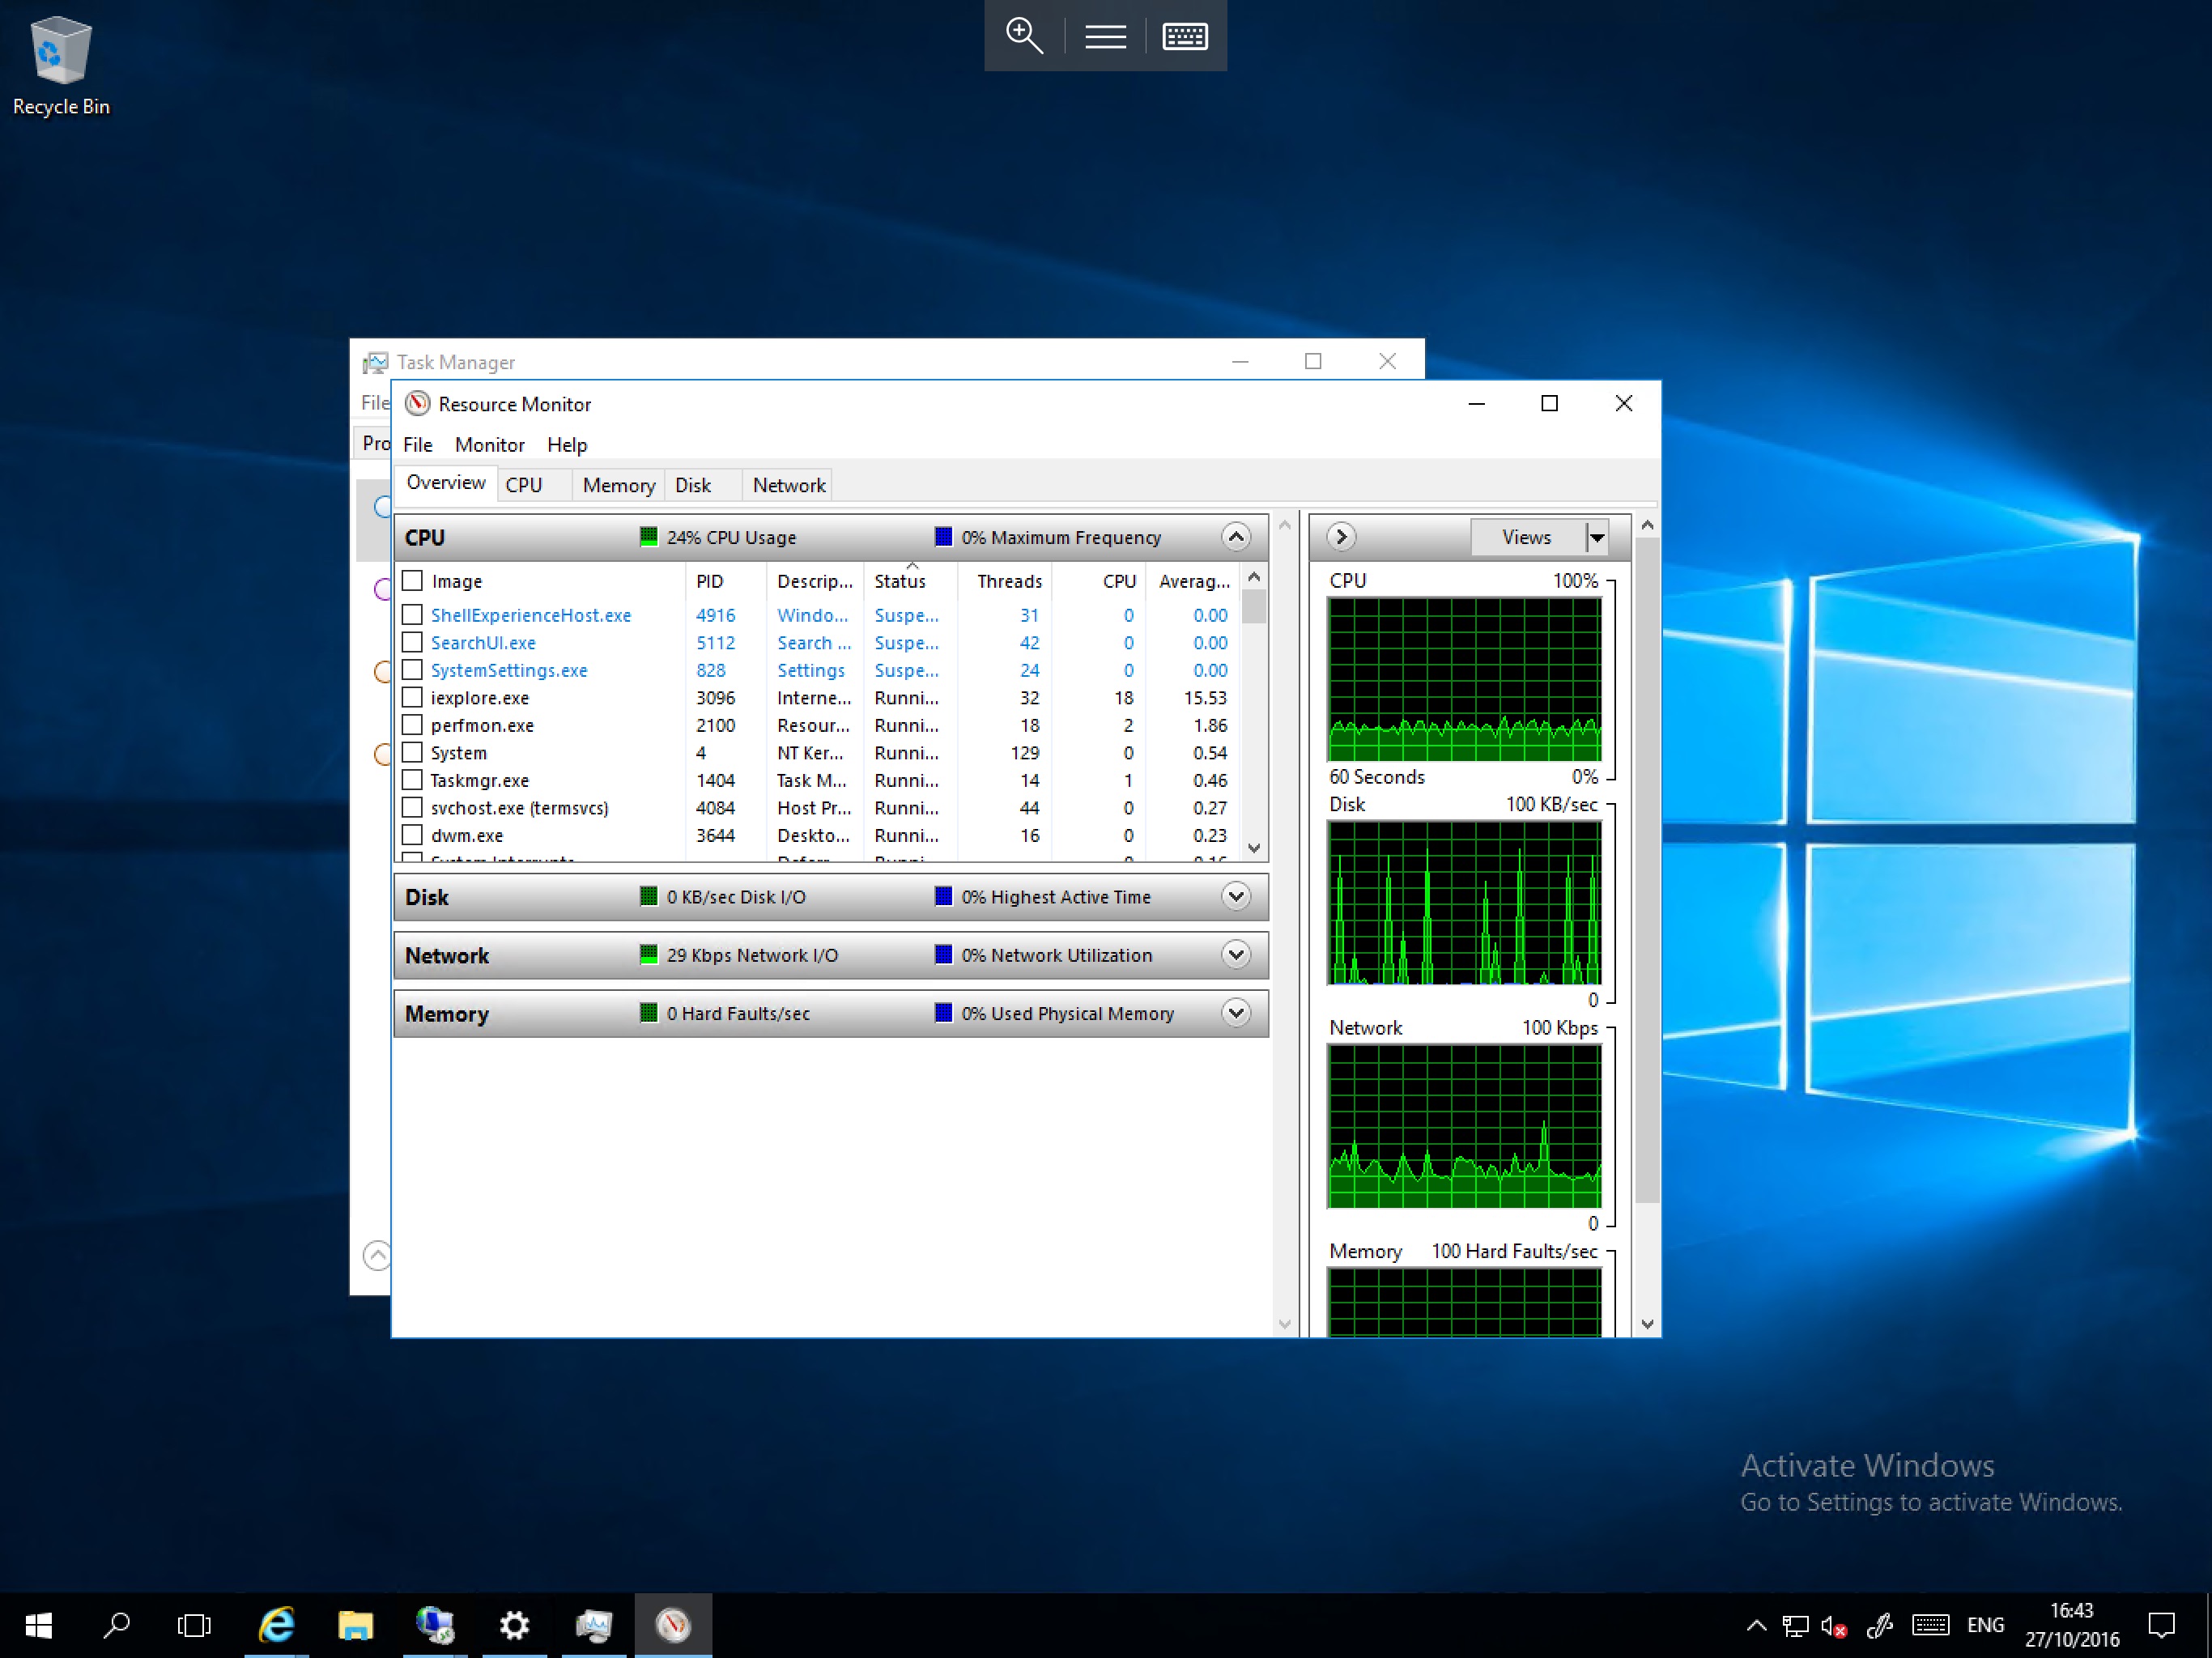 Recycle Bin
Task Manager
File
Pro
Resource Monitor
File Monitor Help
Overview CPU Memory Disk Network
CPU 24% CPU Usage 0% Maximum Frequency
Image PID Descrip... Status Threads CPU Averag...
ShellExperienceHost.exe 4916 Windo... Suspe... 31 0 0.00
SearchUI.exe 5112 Search ... Suspe... 42 0 0.00
SystemSettings.exe 828 Settings Suspe... 24 0 0.00
iexplore.exe 3096 Interne... Runni... 32 18 15.53
perfmon.exe 2100 Resour... Runni... 18 2 1.86
System 4 NT Ker... Runni... 129 0 0.54
Taskmgr.exe 1404 Task M... Runni... 14 1 0.46
svchost.exe (termsvcs) 4084 Host Pr... Runni... 44 0 0.27
dwm.exe 3644 Deskto... Runni... 16 0 0.23
Disk 0 KB/sec Disk I/O 0% Highest Active Time
Network 29 Kbps Network I/O 0% Network Utilization
Memory 0 Hard Faults/sec 0% Used Physical Memory
Views
CPU 100%
60 Seconds 0%
Disk 100 KB/sec
0
Network 100 Kbps
0
Memory 100 Hard Faults/sec
Activate Windows
Go to Settings to activate Windows.
ENG
16:43
27/10/2016